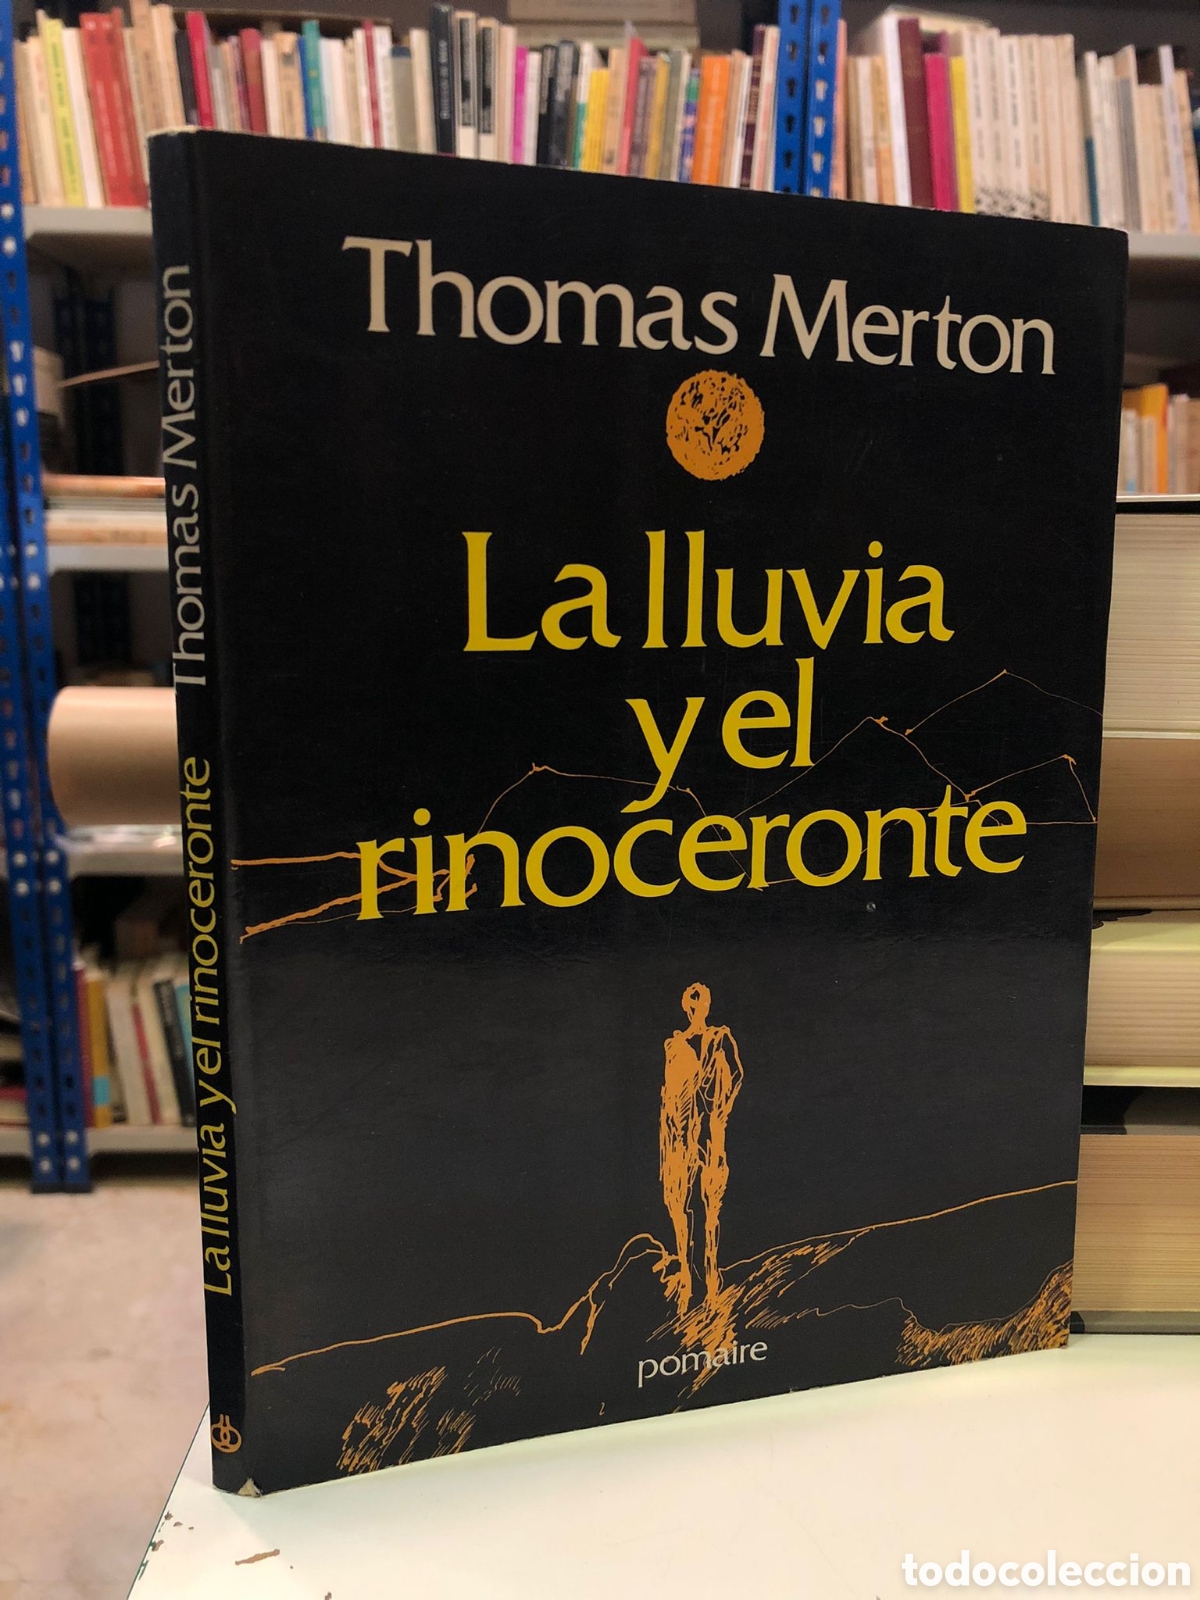 Thomas Merton
La lluvia
y el
rinoceronte
pomaire
La lluvia y el rinoceronte Thomas Merton
todocoleccion